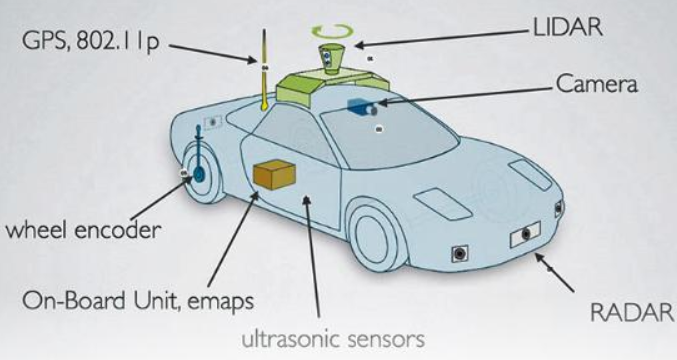 GPS, 802.11p
LIDAR
Camera
wheel encoder
On-Board Unit, emaps
RADAR
ultrasonic sensors